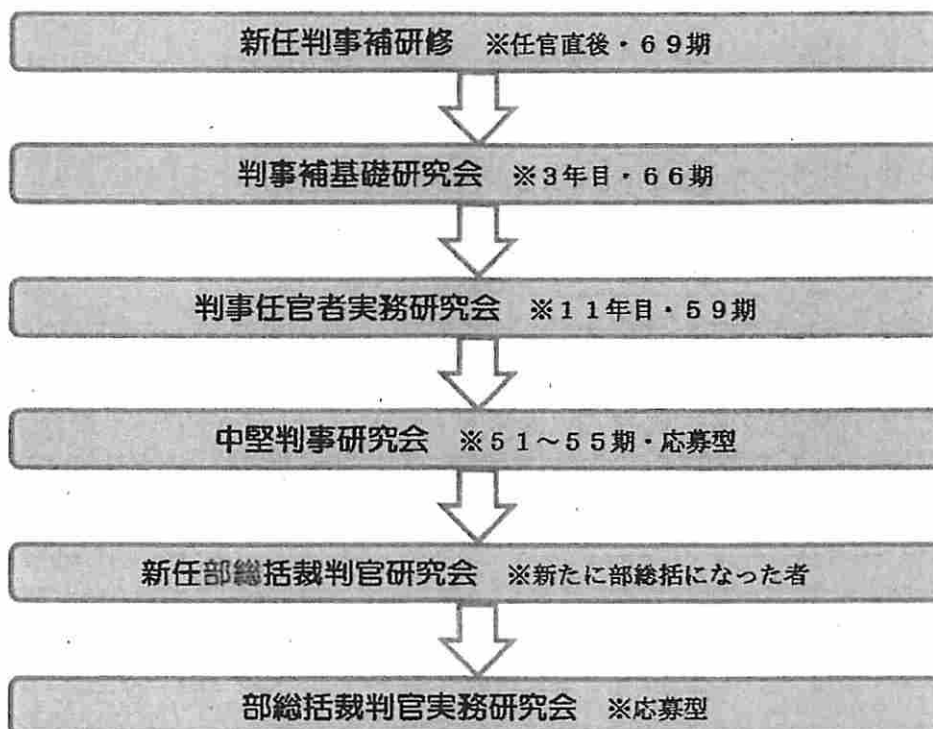 新任判事補研修　※任官直後・６９期
判事補基礎研究会　※３年目・６６期
判事任官者実務研究会　※１１年目・５９期
中堅判事研究会　※５１～５５期・応募型
新任部総括裁判官研究会　※新たに部総括になった者
部総括裁判官実務研究会　※応募型